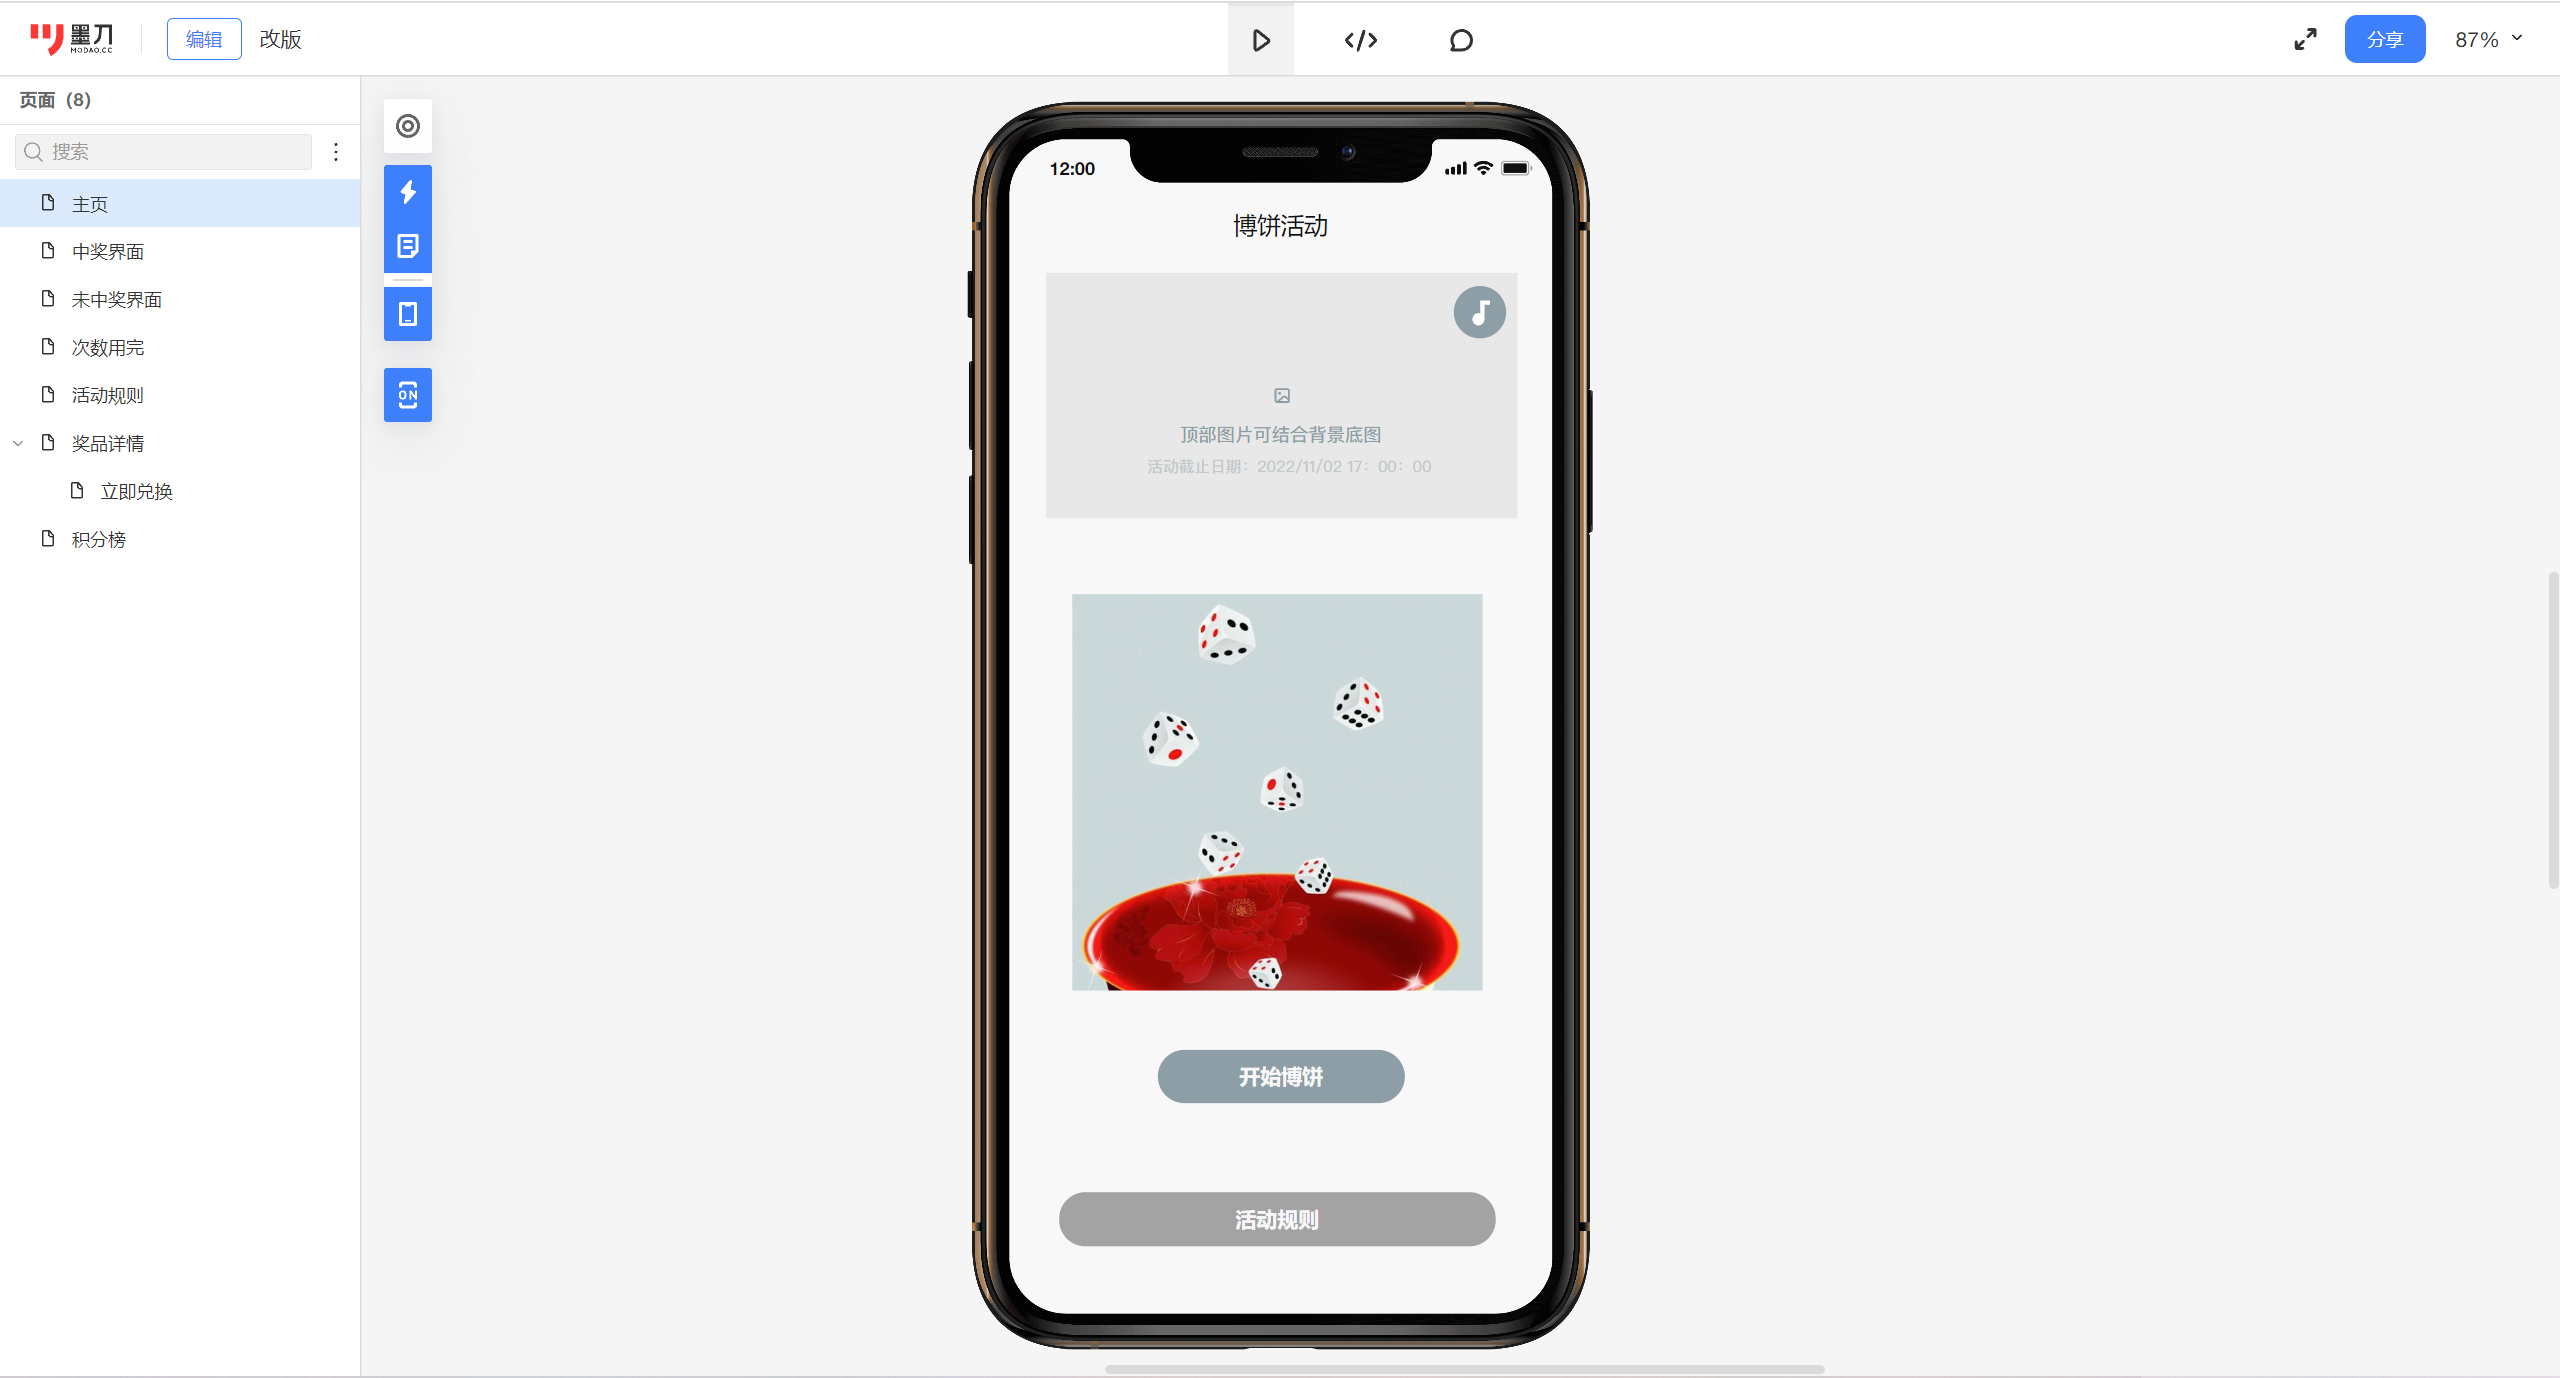 墨刀
MODAO.CC
编辑
改版
分享
87%
页面 (8)
搜索
主页
中奖界面
未中奖界面
次数用完
活动规则
奖品详情
立即兑换
积分榜
ON
12:00
博饼活动
顶部图片可结合背景底图
活动截止日期：2022/11/02 17：00：00
开始博饼
活动规则